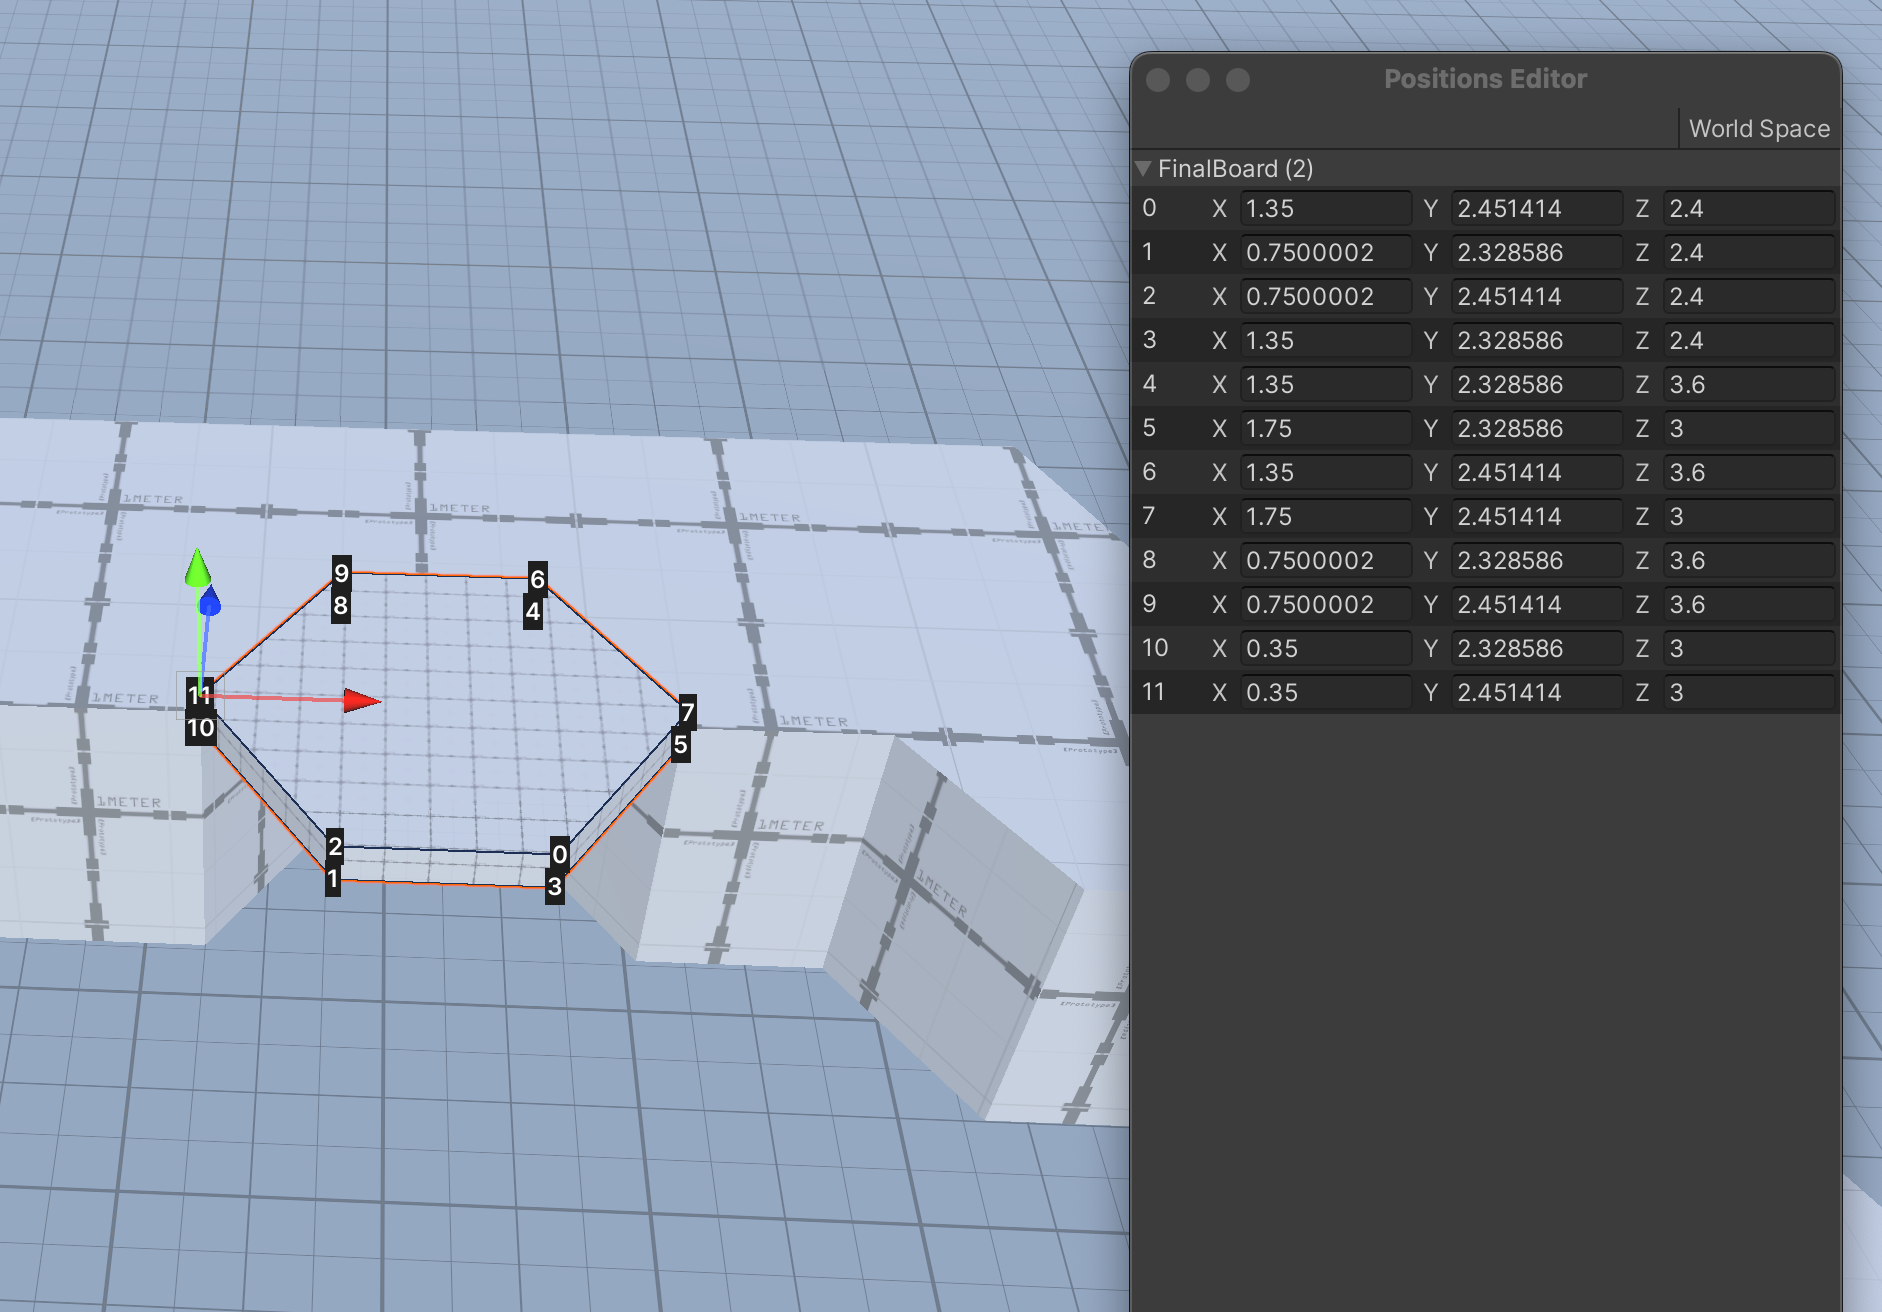 Positions Editor
World Space
FinalBoard (2)
0 X 1.35 Y 2.451414 Z 2.4
1 X 0.7500002 Y 2.328586 Z 2.4
2 X 0.7500002 Y 2.451414 Z 2.4
3 X 1.35 Y 2.328586 Z 2.4
4 X 1.35 Y 2.328586 Z 3.6
5 X 1.75 Y 2.328586 Z 3
6 X 1.35 Y 2.451414 Z 3.6
7 X 1.75 Y 2.451414 Z 3
8 X 0.7500002 Y 2.328586 Z 3.6
9 X 0.7500002 Y 2.451414 Z 3.6
10 X 0.35 Y 2.328586 Z 3
11 X 0.35 Y 2.451414 Z 3
1METER
1METER
1METER
1METE
9
6
8
4
11
1METER
7
10
1METER
5
1METER
1METER
2
0
1
3
1METER